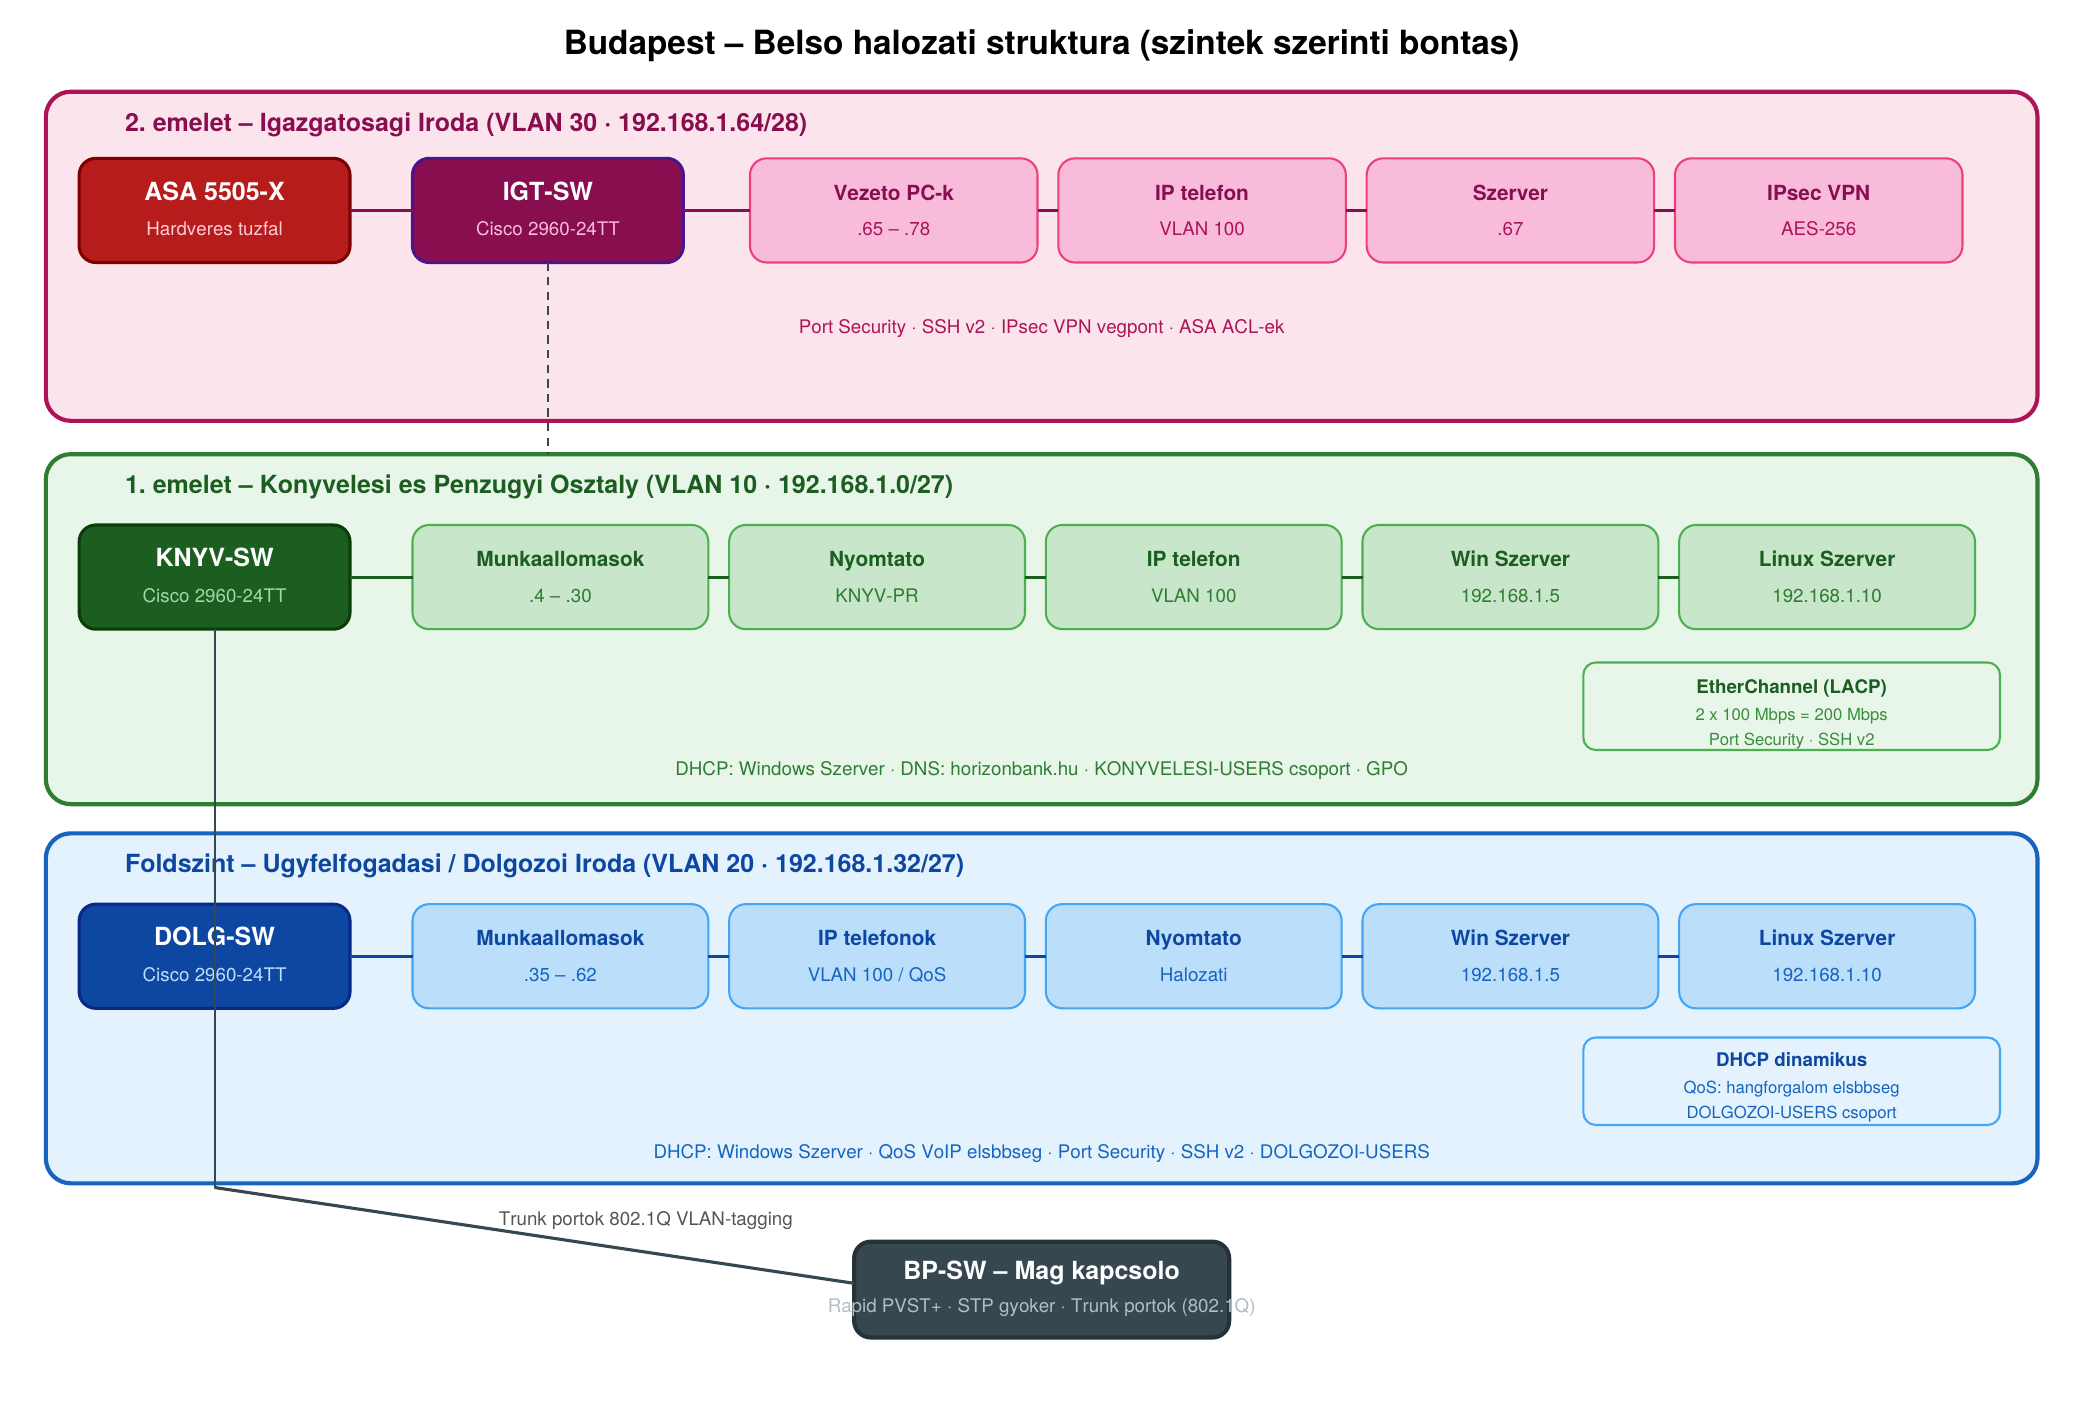 Budapest – Belso halozati struktura (szintek szerinti bontas)
2. emelet – Igazgatosagi Iroda (VLAN 30 · 192.168.1.64/28)
ASA 5505-X
Hardveres tuzfal
IGT-SW
Cisco 2960-24TT
Vezeto PC-k
.65 – .78
IP telefon
VLAN 100
Szerver
.67
IPsec VPN
AES-256
Port Security · SSH v2 · IPsec VPN vegpont · ASA ACL-ek
1. emelet – Konyvelesi es Penzugyi Osztaly (VLAN 10 · 192.168.1.0/27)
KNYV-SW
Cisco 2960-24TT
Munkaallomasok
.4 – .30
Nyomtato
KNYV-PR
IP telefon
VLAN 100
Win Szerver
192.168.1.5
Linux Szerver
192.168.1.10
EtherChannel (LACP)
2 x 100 Mbps = 200 Mbps
Port Security · SSH v2
DHCP: Windows Szerver · DNS: horizonbank.hu · KONYVELESI-USERS csoport · GPO
Foldszint – Ugyfelfogadasi / Dolgozoi Iroda (VLAN 20 · 192.168.1.32/27)
DOLG-SW
Cisco 2960-24TT
Munkaallomasok
.35 – .62
IP telefonok
VLAN 100 / QoS
Nyomtato
Halozati
Win Szerver
192.168.1.5
Linux Szerver
192.168.1.10
DHCP dinamikus
QoS: hangforgalom elsbbseg
DOLGOZOI-USERS csoport
DHCP: Windows Szerver · QoS VoIP elsbbseg · Port Security · SSH v2 · DOLGOZOI-USERS
Trunk portok 802.1Q VLAN-tagging
BP-SW – Mag kapcsolo
Rapid PVST+ · STP gyoker · Trunk portok (802.1Q)